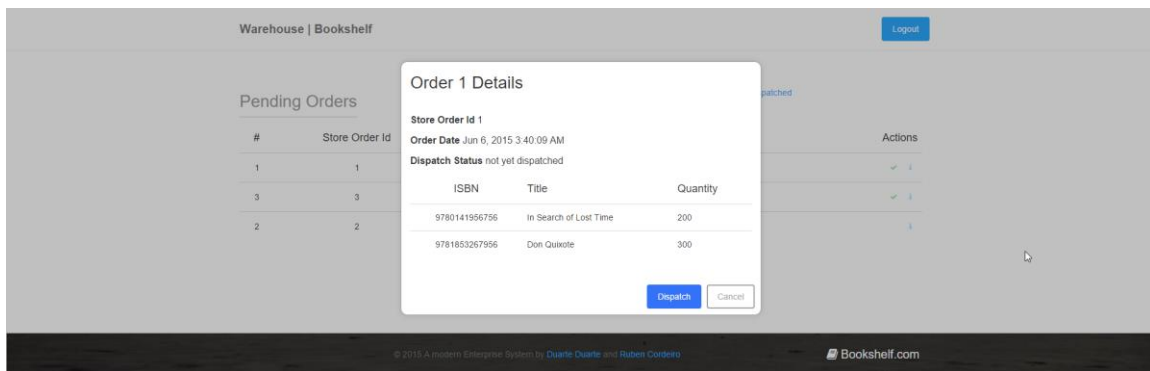 Warehouse | Bookshelf
Logout
Order 1 Details
Pending Orders
Store Order Id 1
# Store Order Id Actions
Order Date Jun 6, 2015 3:40:09 AM
Dispatch Status not yet dispatched
1 1
ISBN Title Quantity
3 3
9780141956756 In Search of Lost Time 200
2 2
9781853267956 Don Quixote 300
Dispatch Cancel
© 2015 A modern Enterprise System by Duarte Duarte and Ruben Cordeiro
Bookshelf.com